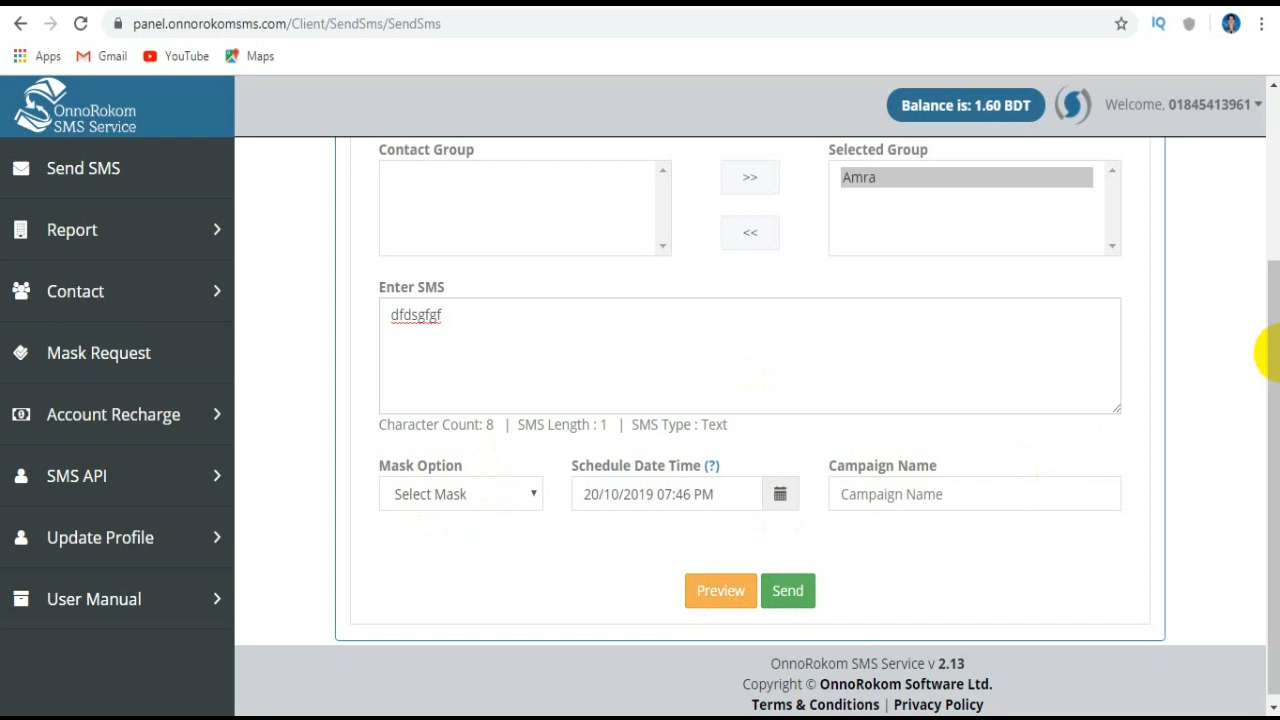 panel.onnorokomsms.com/Client/SendSms/SendSms
IQ
Apps Gmail YouTube Maps
OnnoRokom
SMS Service
Balance is: 1.60 BDT
Welcome, 01845413961
Send SMS
Report
Contact
Mask Request
Account Recharge
SMS API
Update Profile
User Manual
Contact Group
Selected Group
>>
Amra
<<
Enter SMS
dfdsgfgf
Character Count: 8 | SMS Length : 1 | SMS Type : Text
Mask Option
Schedule Date Time (?)
Campaign Name
Select Mask
20/10/2019 07:46 PM
Campaign Name
Preview
Send
OnnoRokom SMS Service v 2.13
Copyright © OnnoRokom Software Ltd.
Terms & Conditions | Privacy Policy